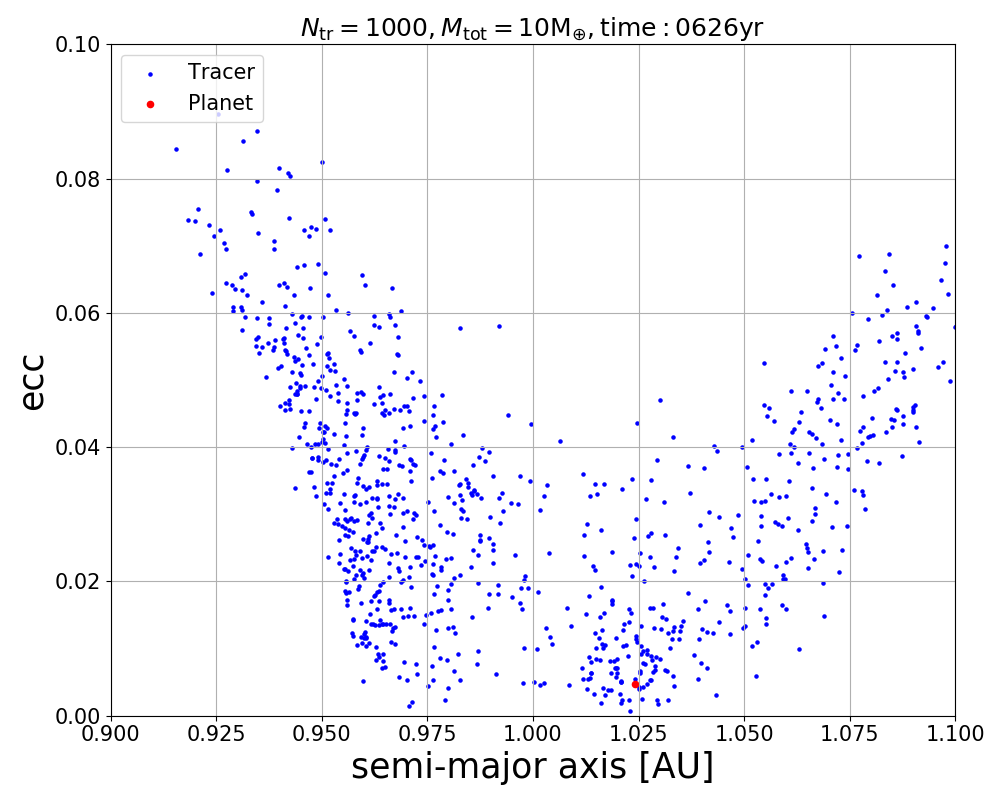 N_tr = 1000, M_tot = 10M_⊕, time : 0626yr
Tracer
Planet
ecc
0.10
0.08
0.06
0.04
0.02
0.00
0.900 0.925 0.950 0.975 1.000 1.025 1.050 1.075 1.100
semi-major axis [AU]